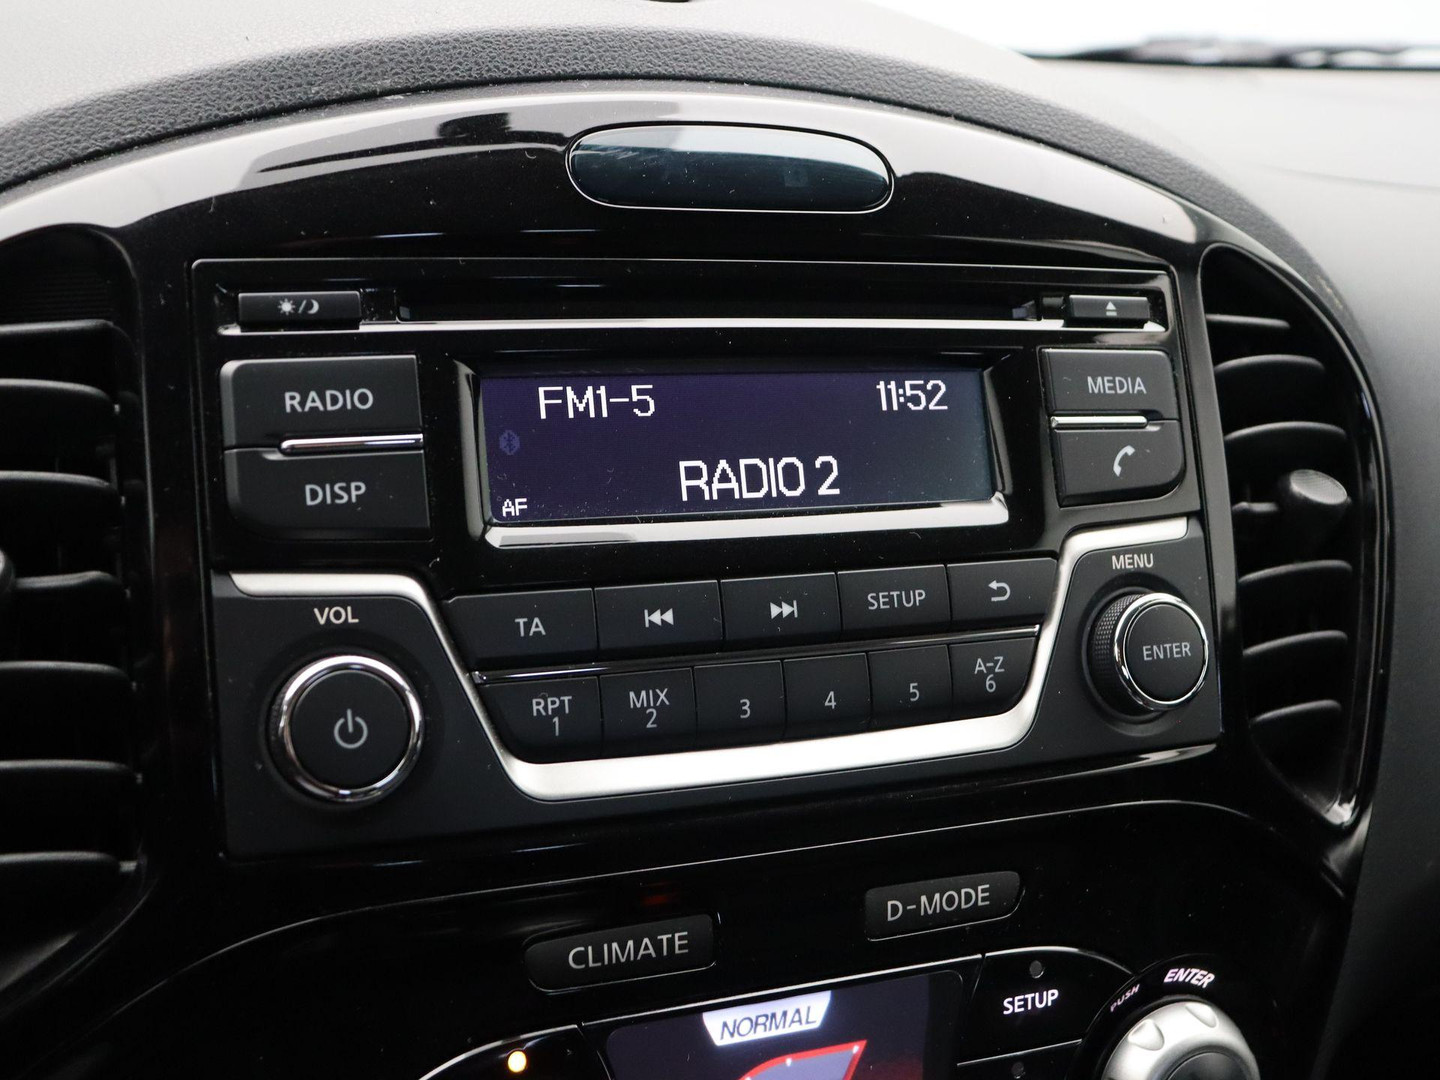 RADIO
DISP
FM1-5
11:52
RADIO 2
AF
MEDIA
VOL
MENU
TA
SETUP
ENTER
RPT
1
MIX
2
3
4
5
A-Z
6
CLIMATE
D-MODE
NORMAL
SETUP
PUSH
ENTER